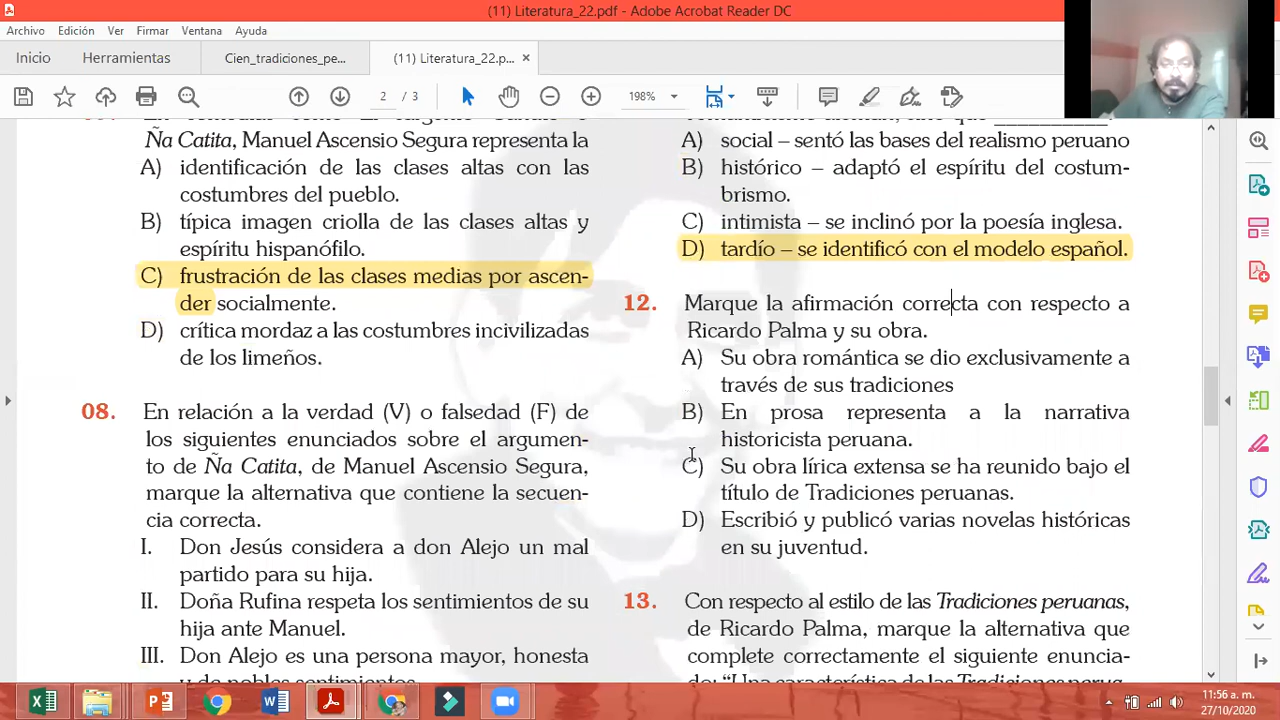 (11) Literatura_22.pdf - Adobe Acrobat Reader DC
Archivo Edición Ver Firmar Ventana Ayuda
Inicio Herramientas Cien_tradiciones_pe... (11) Literatura_22.p... ×
2 / 3 198%
Ña Catita, Manuel Ascensio Segura representa la
A) identificación de las clases altas con las
costumbres del pueblo.
B) típica imagen criolla de las clases altas y
espíritu hispanófilo.
C) frustración de las clases medias por ascen-
der socialmente.
D) crítica mordaz a las costumbres incivilizadas
de los limeños.
08. En relación a la verdad (V) o falsedad (F) de
los siguientes enunciados sobre el argumen-
to de Ña Catita, de Manuel Ascensio Segura,
marque la alternativa que contiene la secuen-
cia correcta.
I. Don Jesús considera a don Alejo un mal
partido para su hija.
II. Doña Rufina respeta los sentimientos de su
hija ante Manuel.
III. Don Alejo es una persona mayor, honesta
y de nobles sentimientos.
A) social – sentó las bases del realismo peruano
B) histórico – adaptó el espíritu del costum-
brismo.
C) intimista – se inclinó por la poesía inglesa.
D) tardío – se identificó con el modelo español.
12. Marque la afirmación correcta con respecto a
Ricardo Palma y su obra.
A) Su obra romántica se dio exclusivamente a
través de sus tradiciones
B) En prosa representa a la narrativa
historicista peruana.
C) Su obra lírica extensa se ha reunido bajo el
título de Tradiciones peruanas.
D) Escribió y publicó varias novelas históricas
en su juventud.
13. Con respecto al estilo de las Tradiciones peruanas,
de Ricardo Palma, marque la alternativa que
complete correctamente el siguiente enuncia-
do: "Una característica de las Tradiciones perua-
11:56 a. m.
27/10/2020